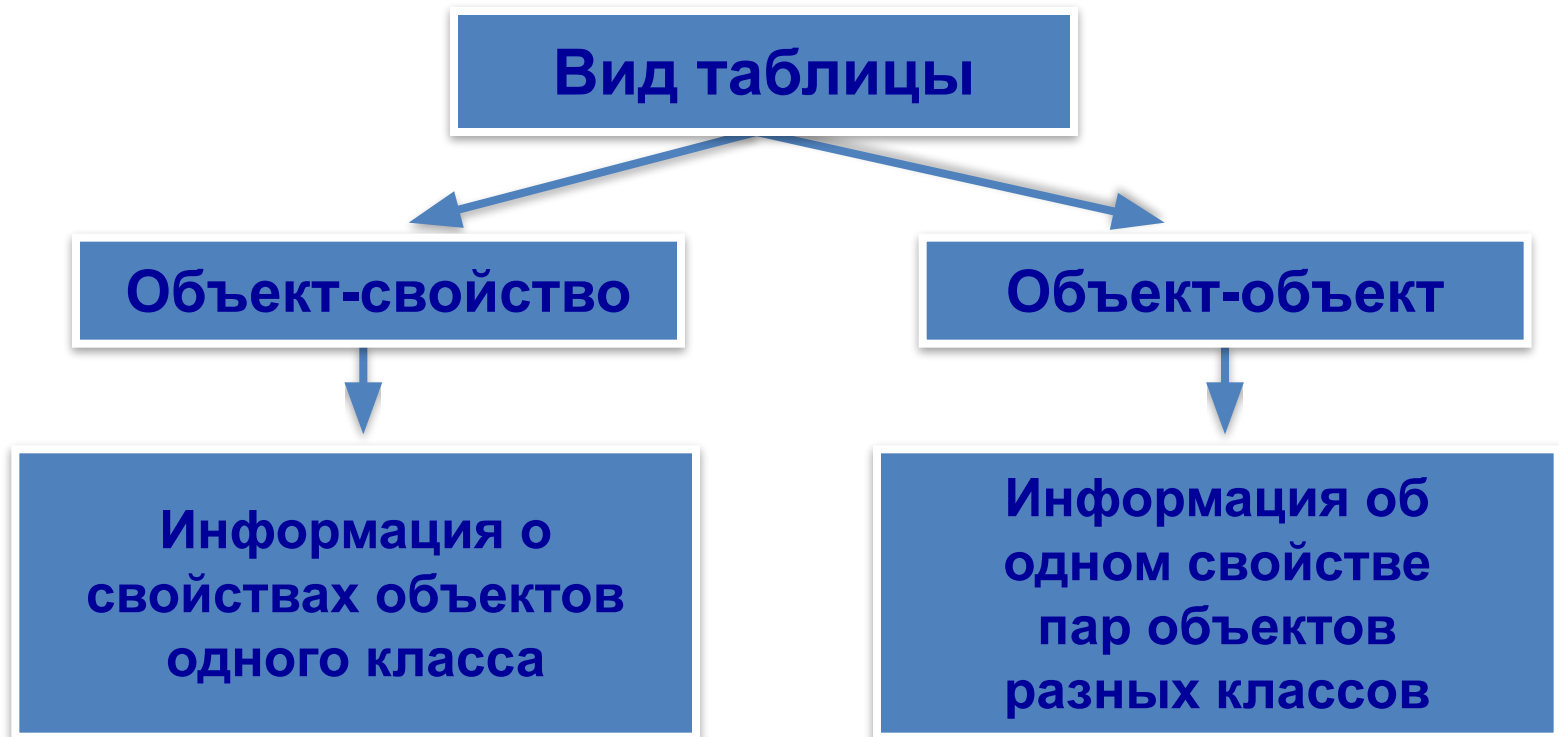 Вид таблицы
Объект-свойство
Объект-объект
Информация о
свойствах объектов
одного класса
Информация об
одном свойстве
пар объектов
разных классов